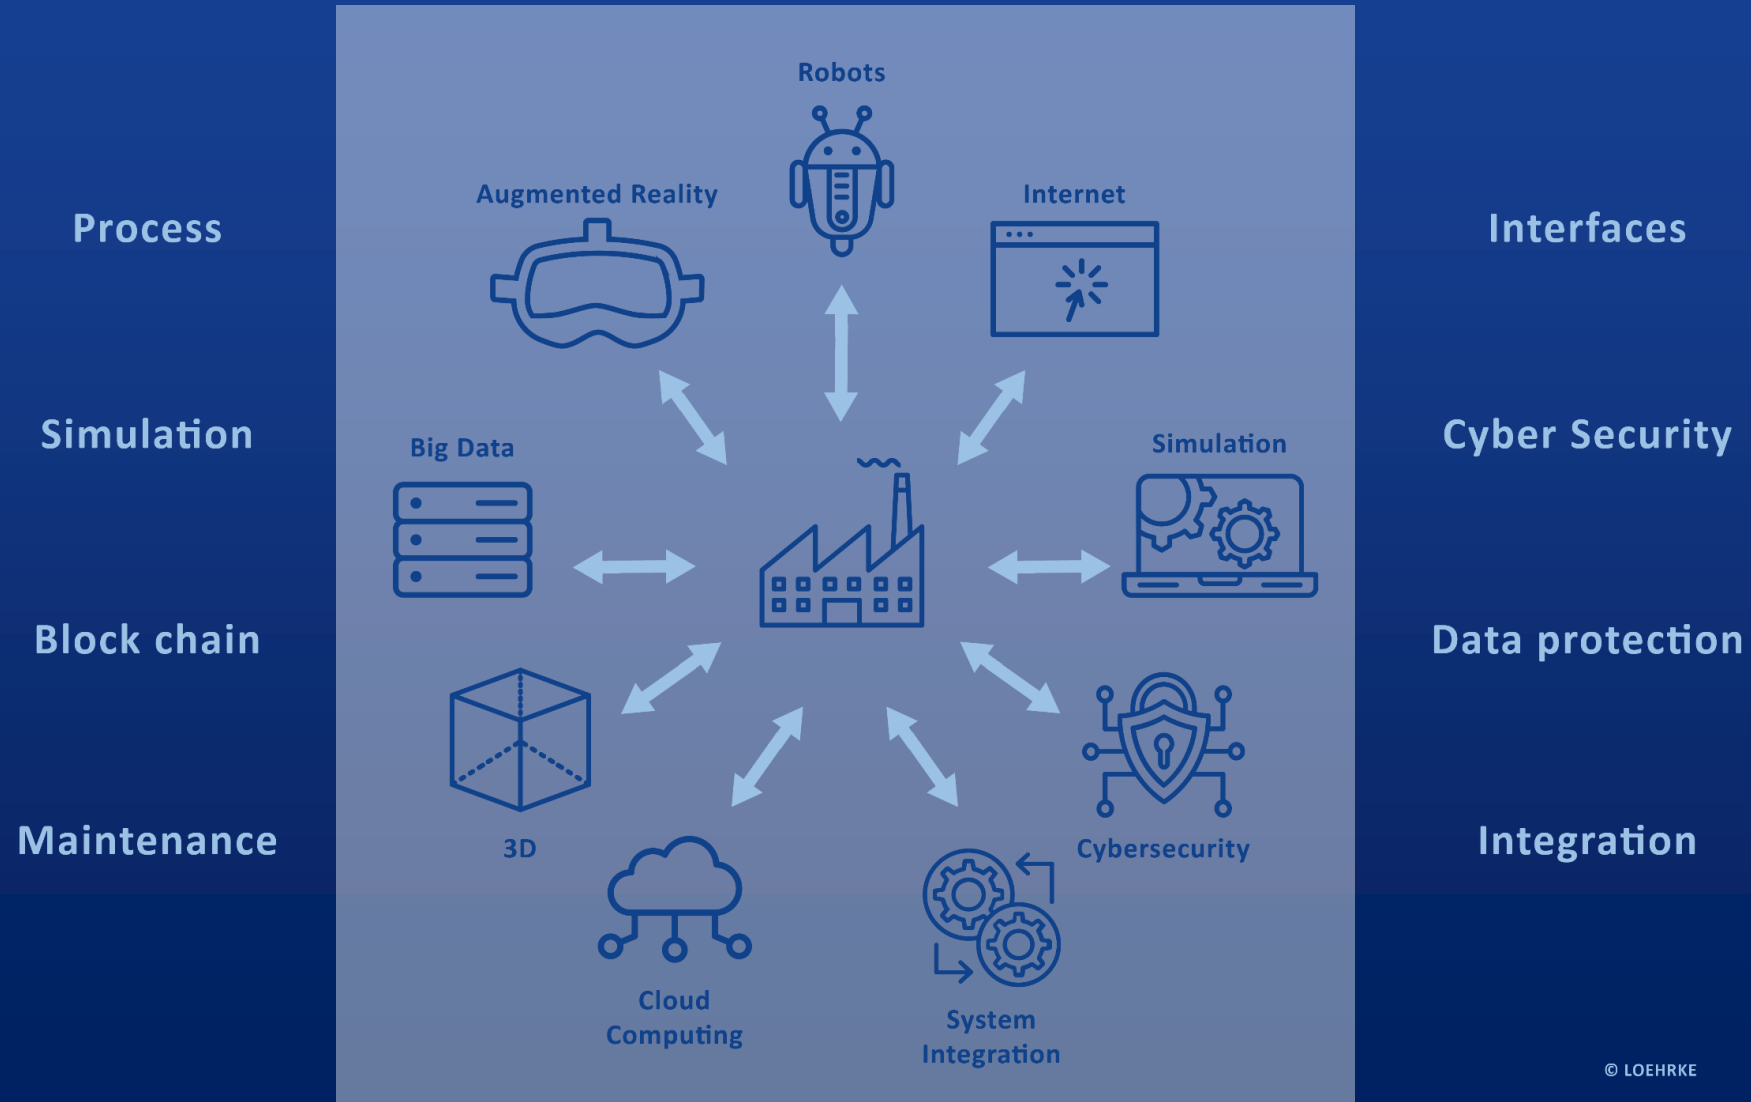 Robots
Augmented Reality
Internet
Process
Interfaces
Simulation
Cyber Security
Big Data
Simulation
Block chain
Data protection
Maintenance
3D
Cybersecurity
Integration
Cloud
Computing
System
Integration
© LOEHRKE